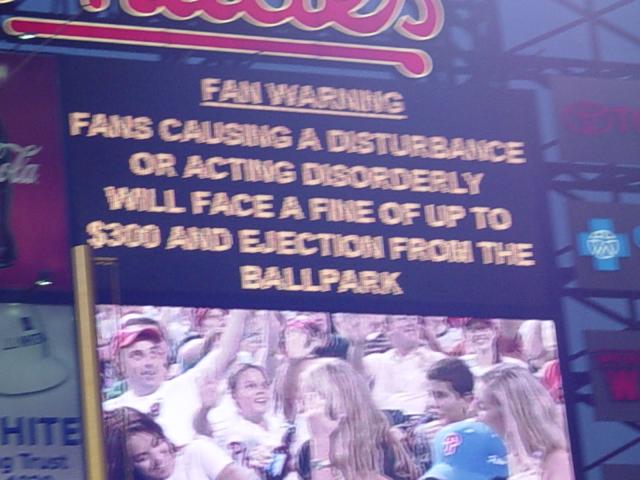 FAN WARNING
FANS CAUSING A DISTURBANCE
OR ACTING DISORDERLY
WILL FACE A FINE OF UP TO
$300 AND EJECTION FROM THE
BALLPARK